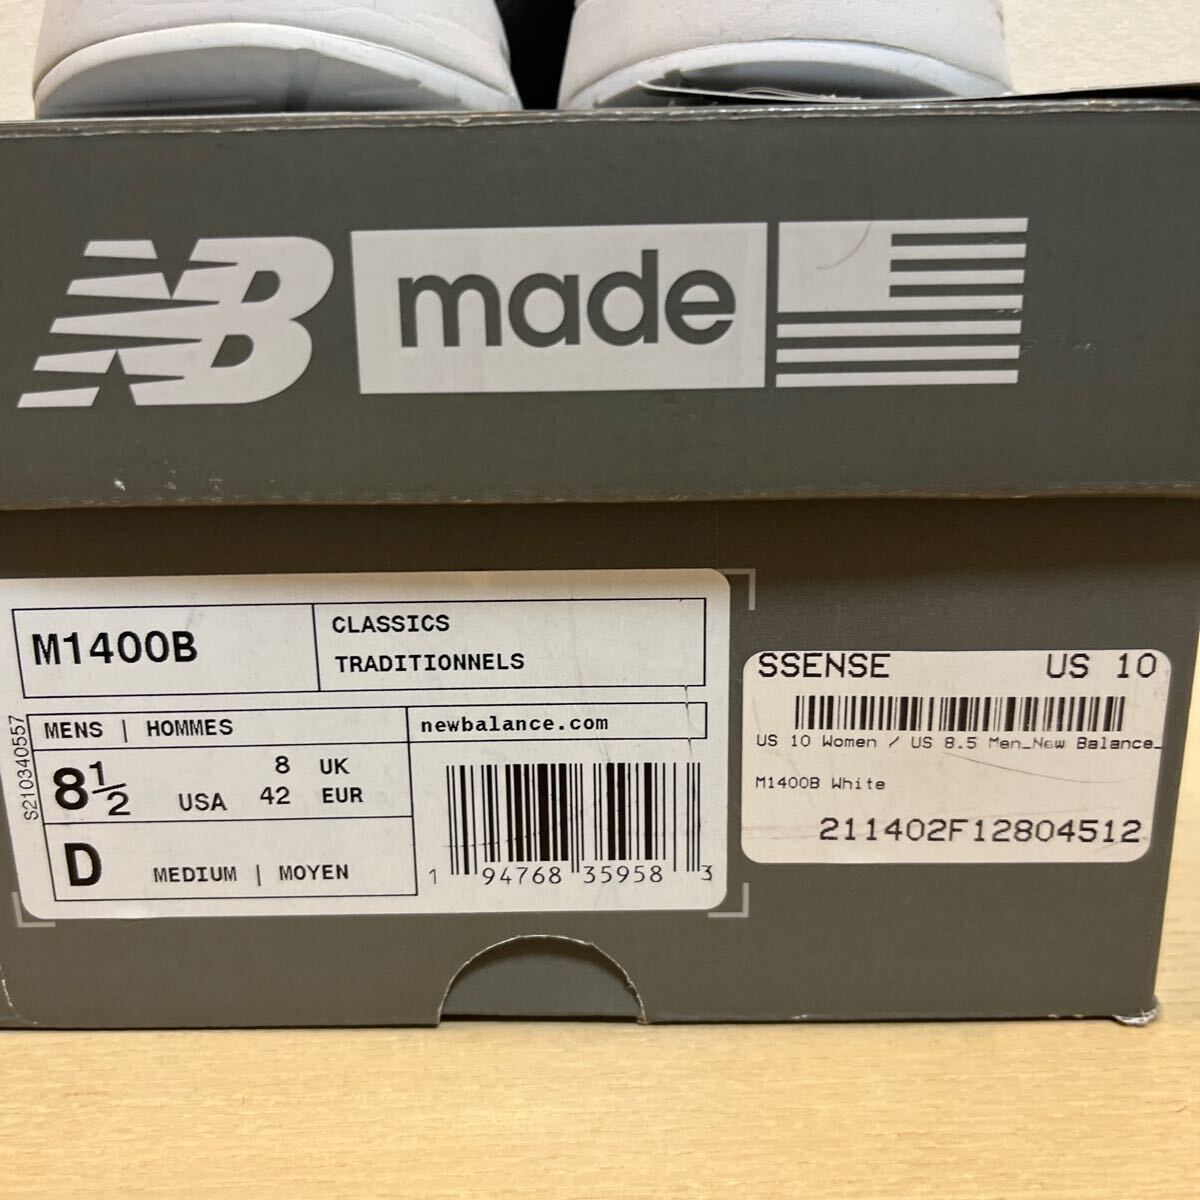 NB made
M1400B
CLASSICS
TRADITIONNELS
MENS | HOMMES
newbalance.com
8½ USA
8 UK
42 EUR
D MEDIUM | MOYEN
1 94768 35958 3
S210340557
SSENSE US 10
US 10 Women / US 8.5 Men_New Balance_
M1400B White
211402F12804512